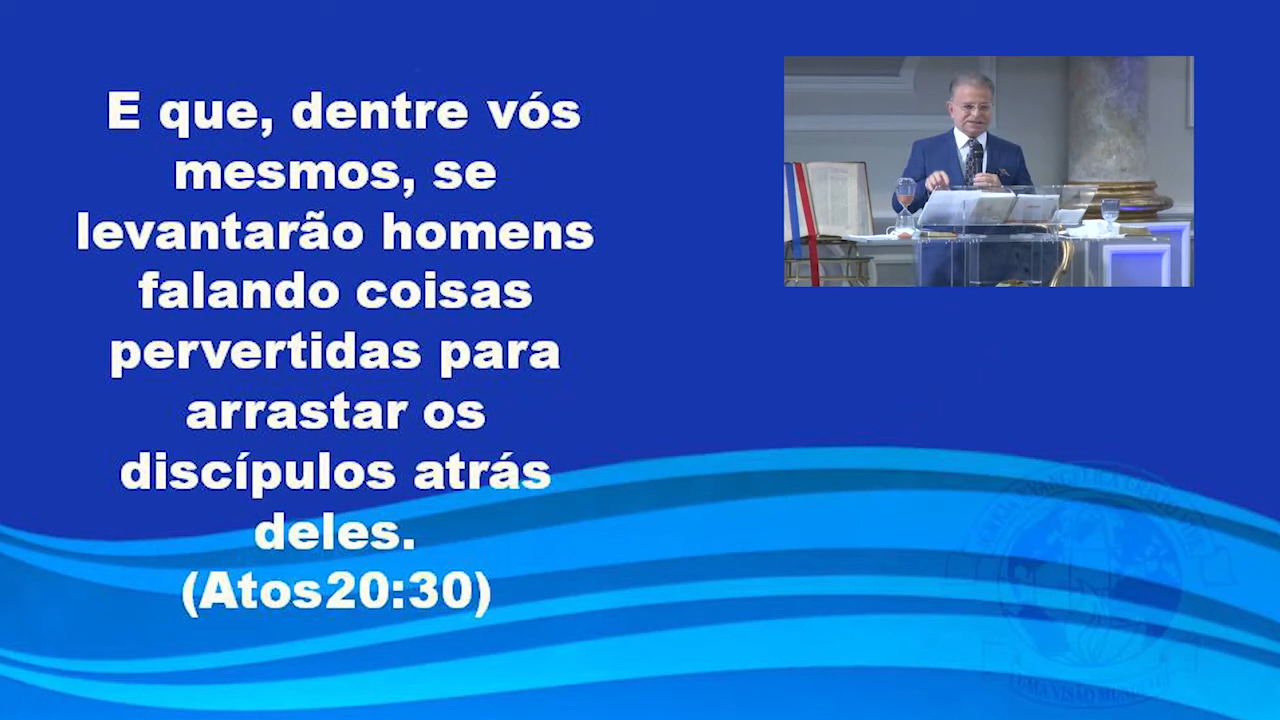 E que, dentre vós
mesmos, se
levantarão homens
falando coisas
pervertidas para
arrastar os
discípulos atrás
deles.
(Atos20:30)